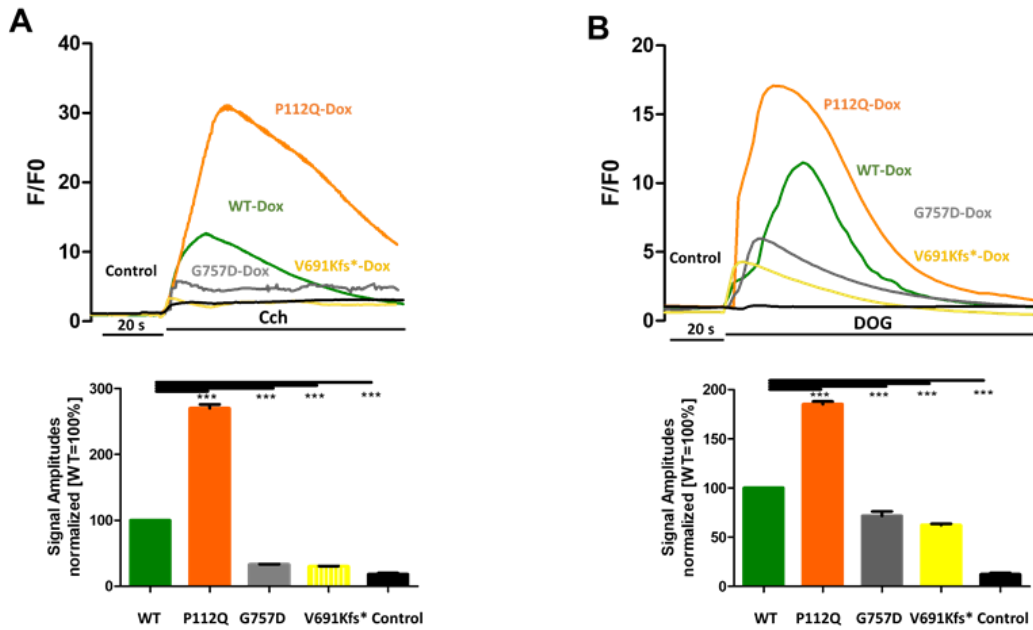 A
F/F0
40
30
20
10
0
P112Q-Dox
WT-Dox
Control
G757D-Dox
V691Kfs*-Dox
20 s
Cch
Signal Amplitudes
normalized [WT=100%]
300
200
100
0
***
***
***
***
WT
P112Q
G757D
V691Kfs*
Control
B
F/F0
20
15
10
5
0
P112Q-Dox
WT-Dox
G757D-Dox
Control
V691Kfs*-Dox
20 s
DOG
Signal Amplitudes
normalized [WT=100%]
200
150
100
50
0
***
***
***
***
WT
P112Q
G757D
V691Kfs*
Control